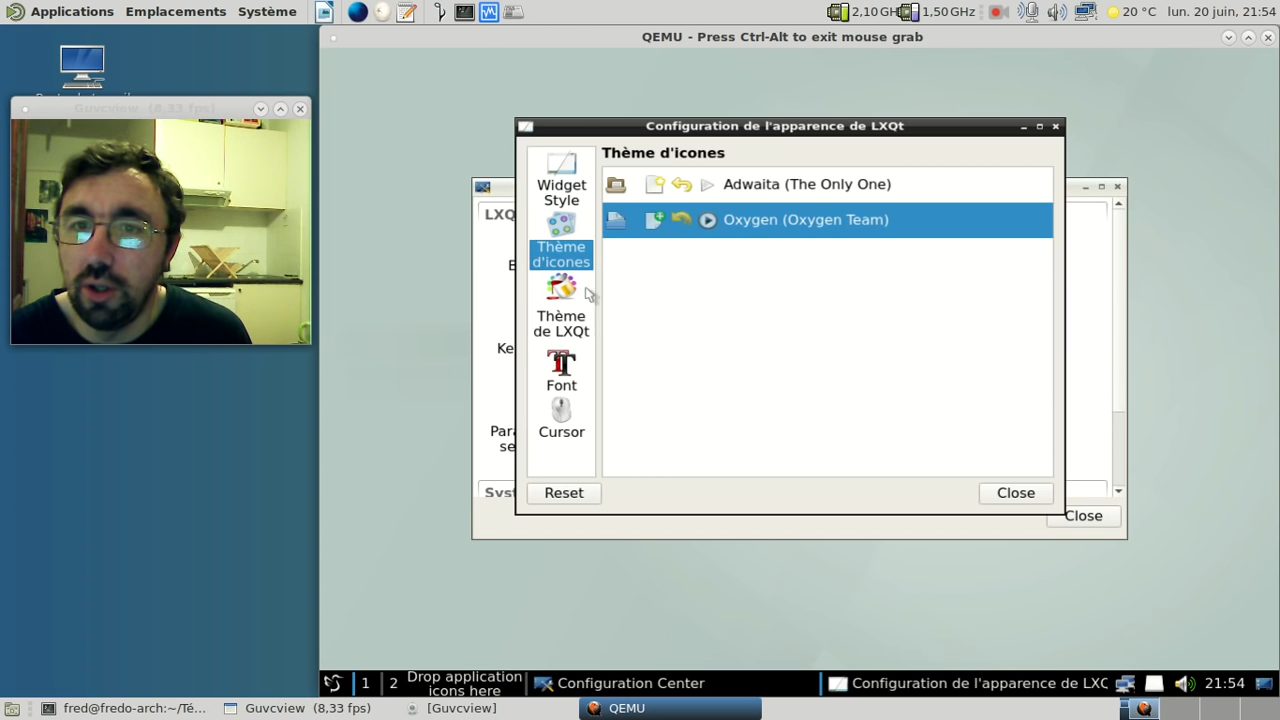 Applications Emplacements Système 2,10 GH 1,50 GHz 20 °C lun. 20 juin, 21:54
QEMU - Press Ctrl-Alt to exit mouse grab
Guvcview (8,33 fps)
Configuration de l'apparence de LXQt
Widget
Style
Thème
d'icones
Thème
de LXQt
Font
Cursor
Thème d'icones
Adwaita (The Only One)
Oxygen (Oxygen Team)
Reset
Close
LXQ
Ke
Para
se
Syst
Close
1 2
Drop application
icons here
Configuration Center
Configuration de l'apparence de LXC
21:54
fred@fredo-arch:~/Té...
Guvcview (8,33 fps)
[Guvcview]
QEMU